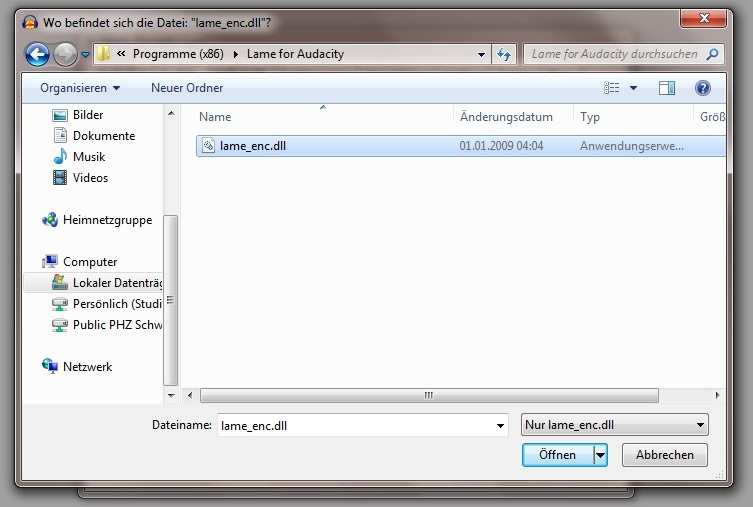 Wo befindet sich die Datei: "lame_enc.dll"?
« Programme (x86) Lame for Audacity
Lame for Audacity durchsuchen
Organisieren Neuer Ordner
Name Änderungsdatum Typ Größ
lame_enc.dll 01.01.2009 04:04 Anwendungserwe...
Bilder
Dokumente
Musik
Videos
Heimnetzgruppe
Computer
Lokaler Datenträg
Persönlich (Studi
Public PHZ Schw
Netzwerk
Dateiname: lame_enc.dll Nur lame_enc.dll
Öffnen Abbrechen